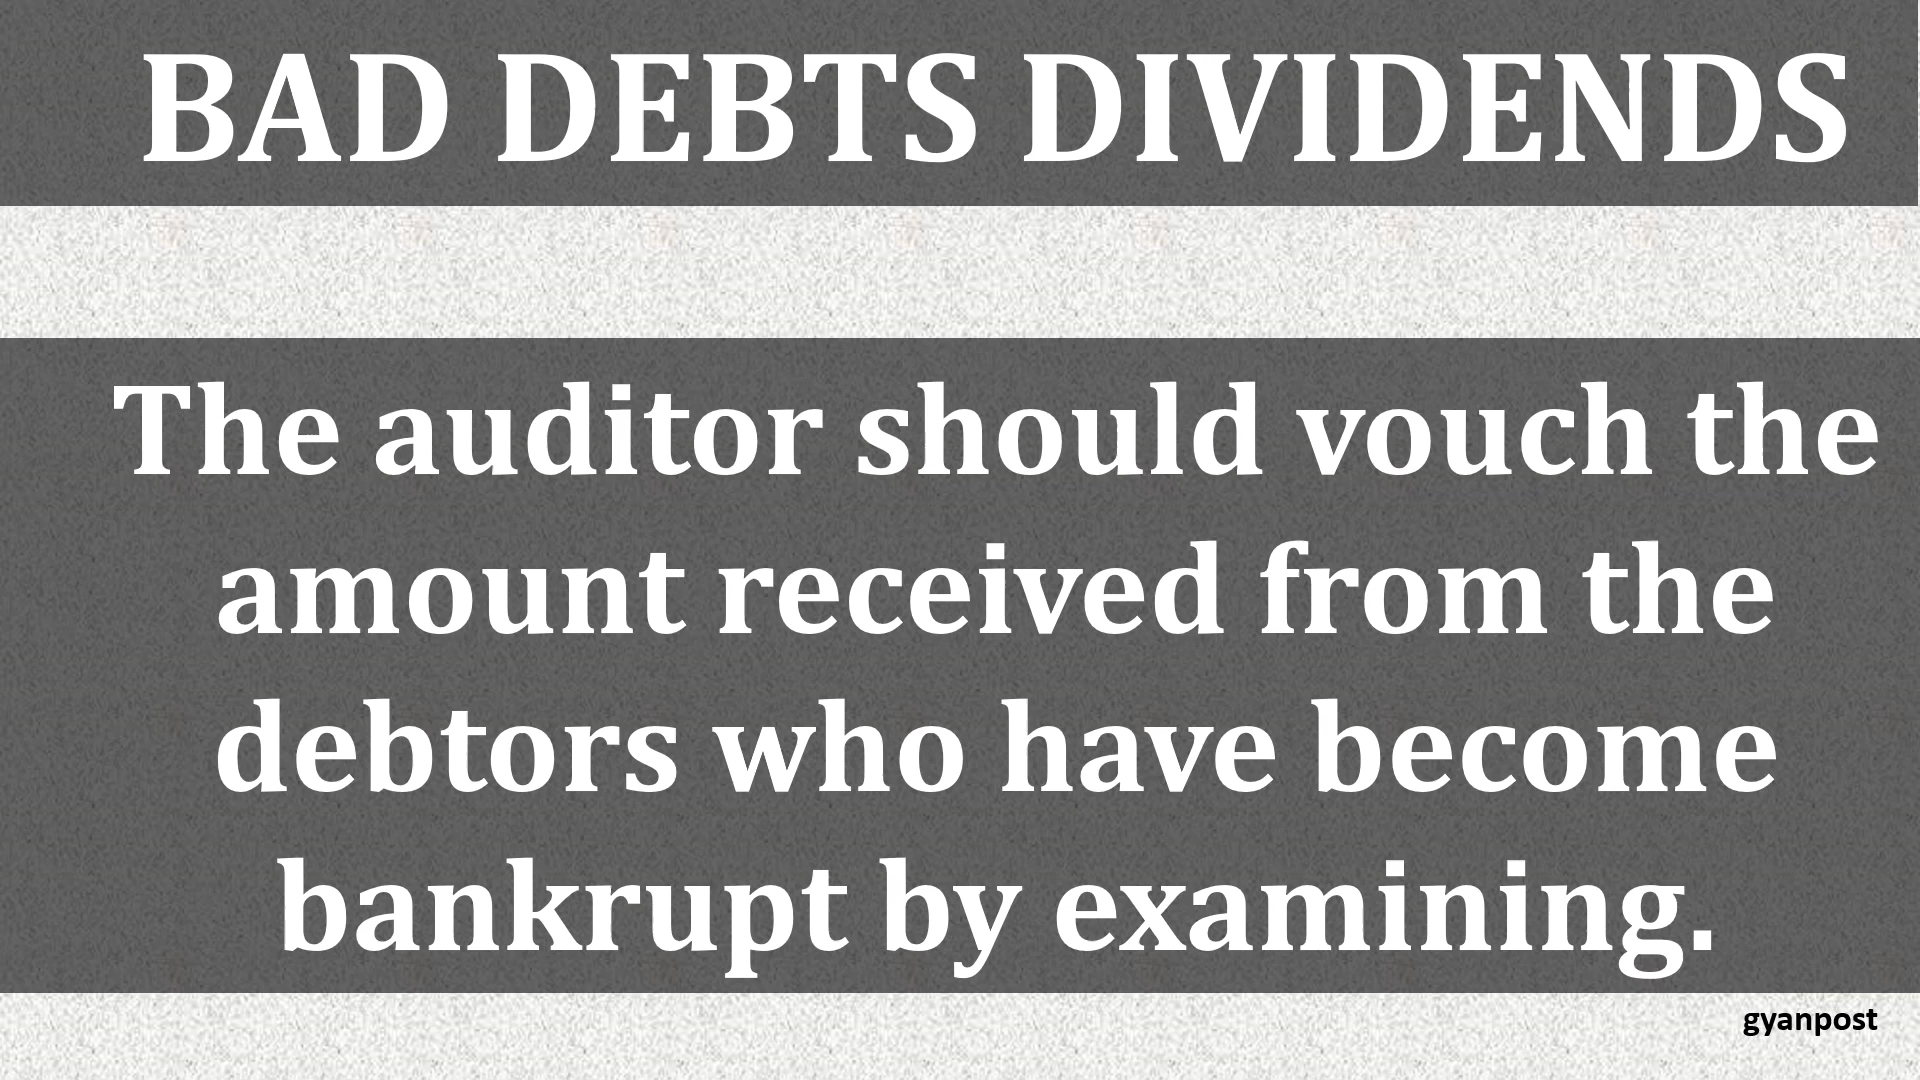 BAD DEBTS DIVIDENDS
The auditor should vouch the
amount received from the
debtors who have become
bankrupt by examining.
gyanpost